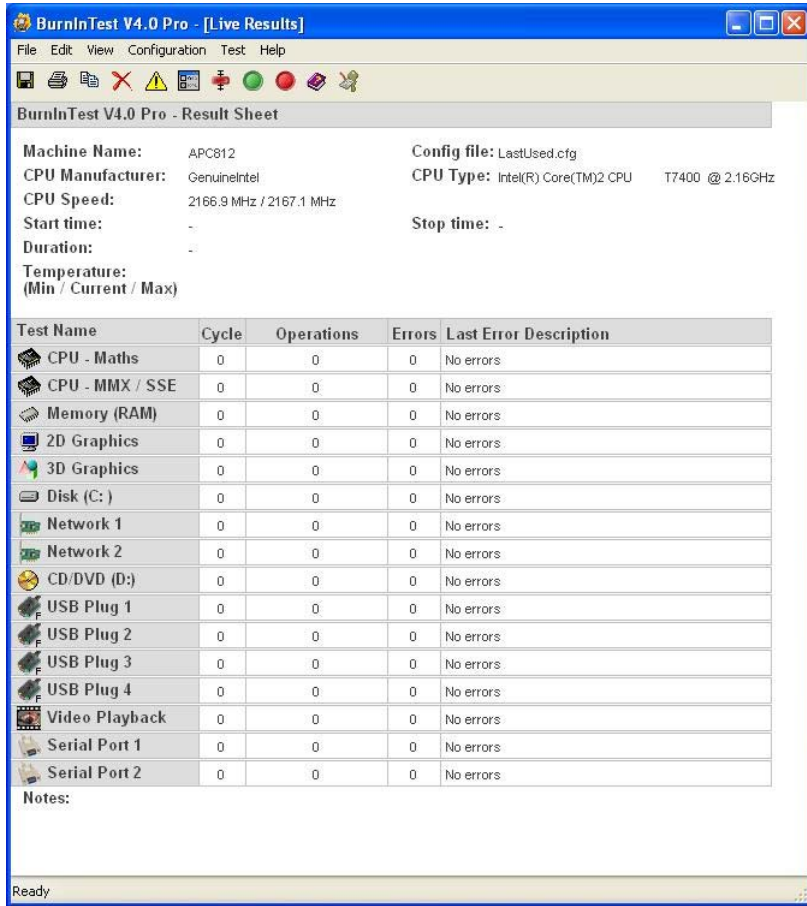 BurnInTest V4.0 Pro - [Live Results]
File Edit View Configuration Test Help
BurnInTest V4.0 Pro - Result Sheet
Machine Name: APC812 Config file: LastUsed.cfg
CPU Manufacturer: GenuineIntel CPU Type: Intel(R) Core(TM)2 CPU T7400 @ 2.16GHz
CPU Speed: 2166.9 MHz / 2167.1 MHz
Start time: - Stop time: -
Duration: -
Temperature:
(Min / Current / Max)
Test Name Cycle Operations Errors Last Error Description
CPU - Maths 0 0 0 No errors
CPU - MMX / SSE 0 0 0 No errors
Memory (RAM) 0 0 0 No errors
2D Graphics 0 0 0 No errors
3D Graphics 0 0 0 No errors
Disk (C: ) 0 0 0 No errors
Network 1 0 0 0 No errors
Network 2 0 0 0 No errors
CD/DVD (D:) 0 0 0 No errors
USB Plug 1 0 0 0 No errors
USB Plug 2 0 0 0 No errors
USB Plug 3 0 0 0 No errors
USB Plug 4 0 0 0 No errors
Video Playback 0 0 0 No errors
Serial Port 1 0 0 0 No errors
Serial Port 2 0 0 0 No errors
Notes:
Ready